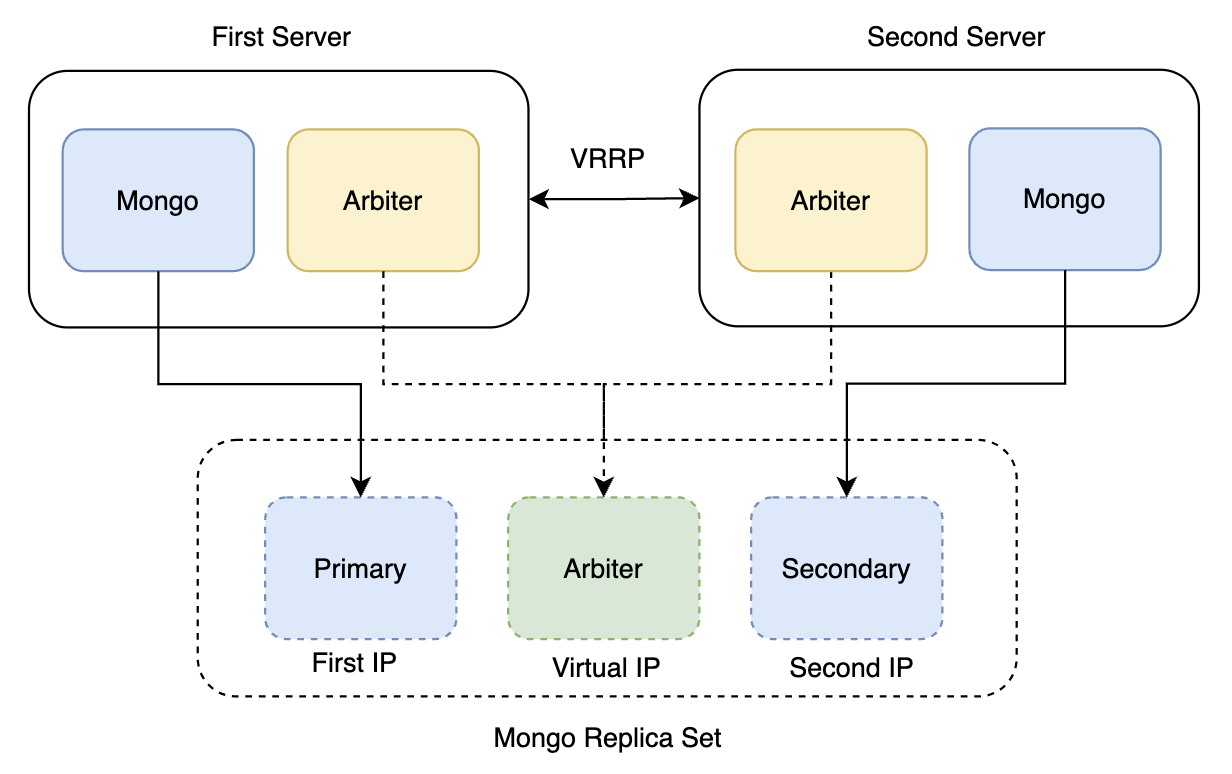 First Server
Second Server
Mongo
Arbiter
VRRP
Arbiter
Mongo
Primary
Arbiter
Secondary
First IP
Virtual IP
Second IP
Mongo Replica Set